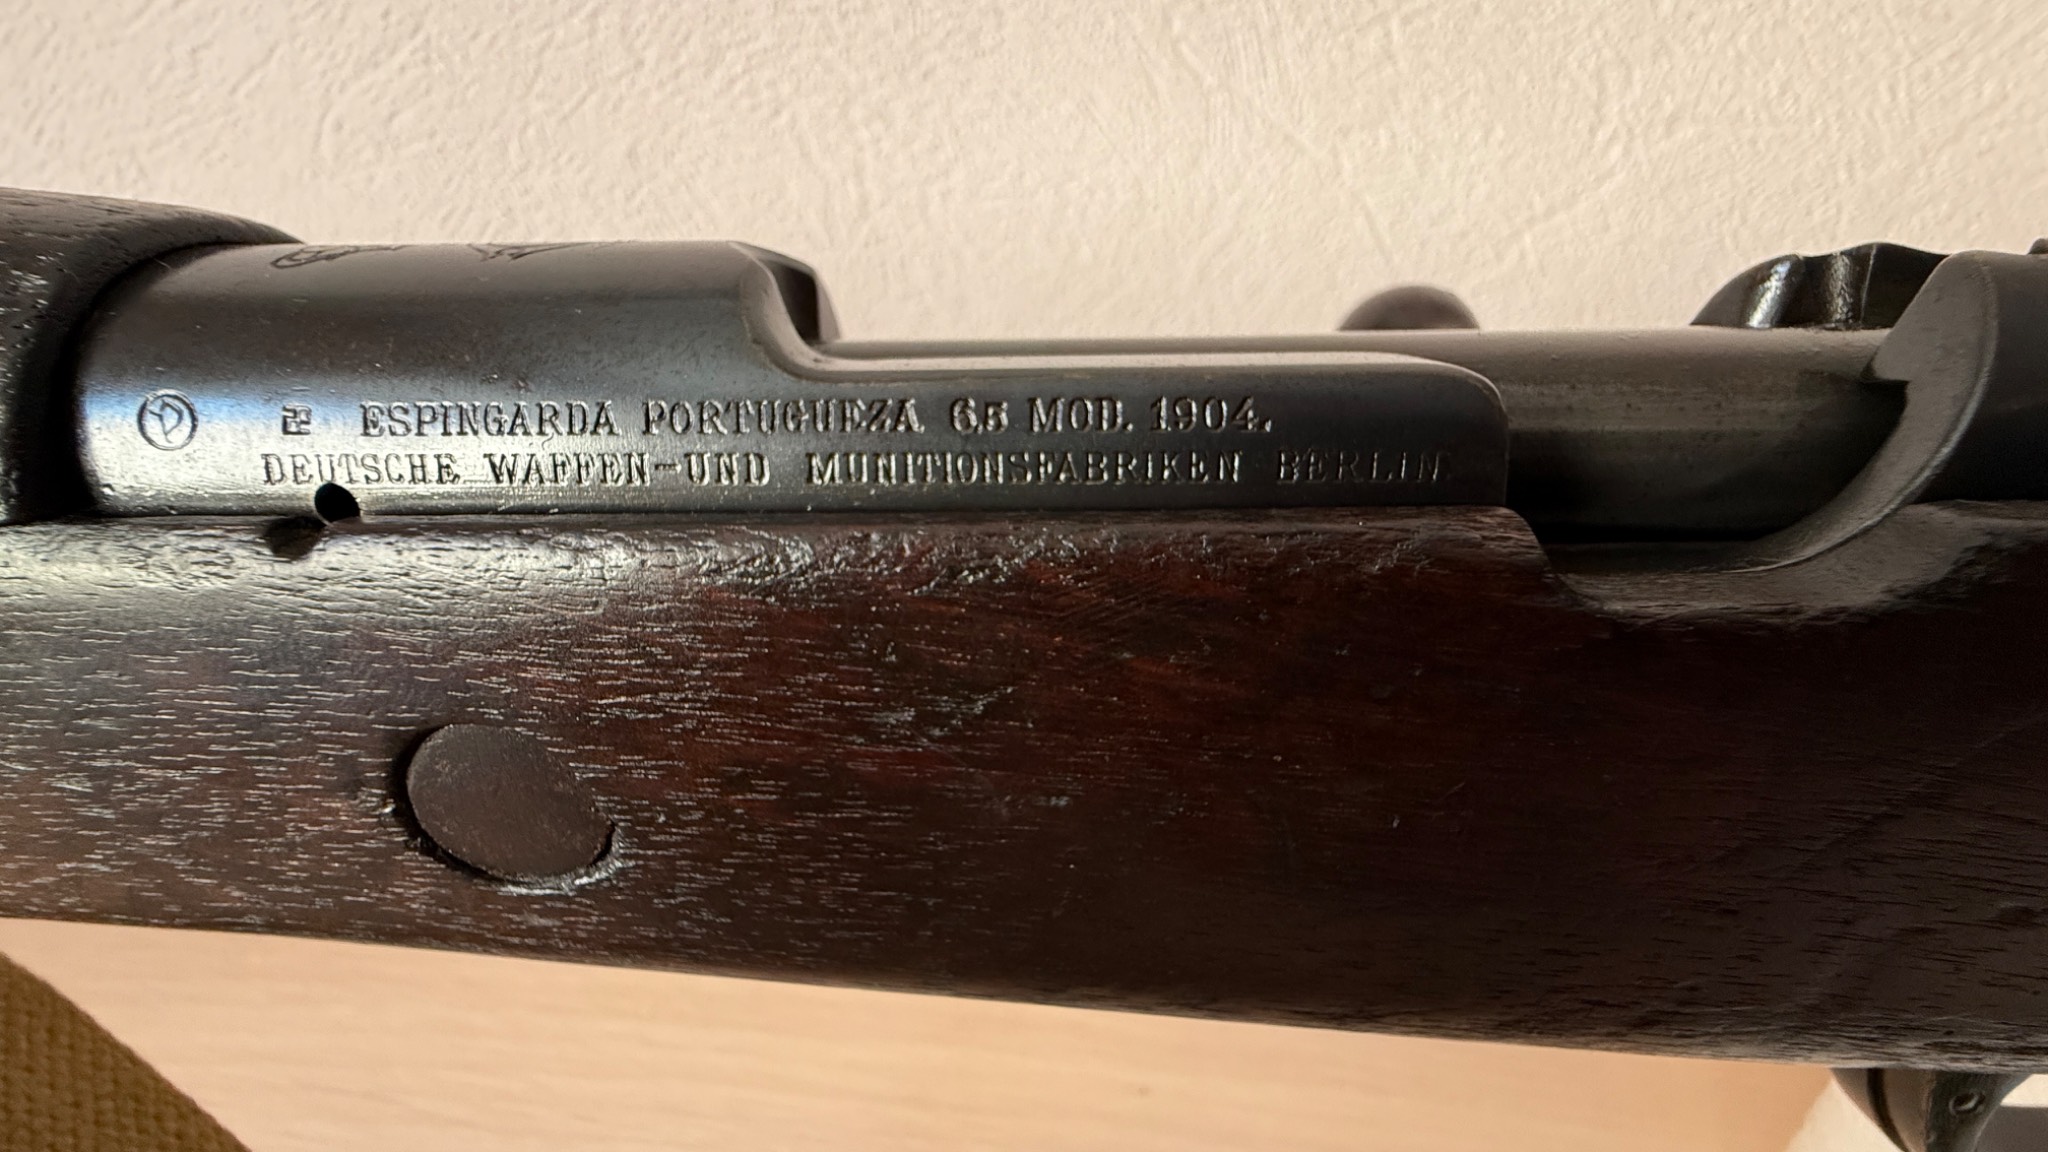 ESPINGARDA PORTUGUEZA 6,5 MOD. 1904.
DEUTSCHE WAFFEN-UND MUNITIONSFABRIKEN BERLIN